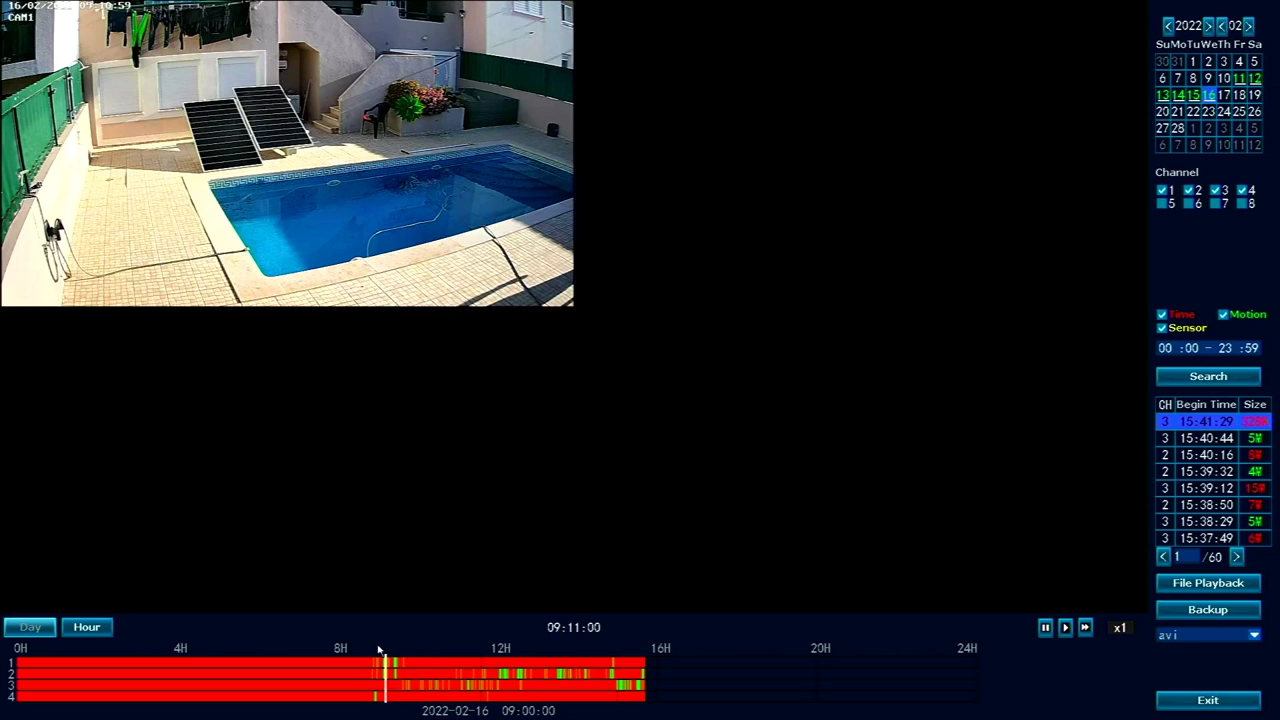 CAM1
< 2022 > < 02 >
Su Mo Tu We Th Fr Sa
30 31 1 2 3 4 5
6 7 8 9 10 11 12
13 14 15 16 17 18 19
20 21 22 23 24 25 26
27 28 1 2 3 4 5
6 7 8 9 10 11 12
Channel
1 2 3 4
5 6 7 8
Time Motion
Sensor
00 :00 - 23 :59
Search
CH Begin Time Size
3 15:41:29
3 15:40:44 5M
2 15:40:16
2 15:39:32 4M
3 15:39:12 15M
2 15:38:50 7M
3 15:38:29 5M
3 15:37:49 6M
< 1 /60 >
File Playback
Backup
avi
Exit
Day Hour 09:11:00 x1
0H 4H 8H 12H 16H 20H 24H
1
2
3
4
2022-02-16 09:00:00